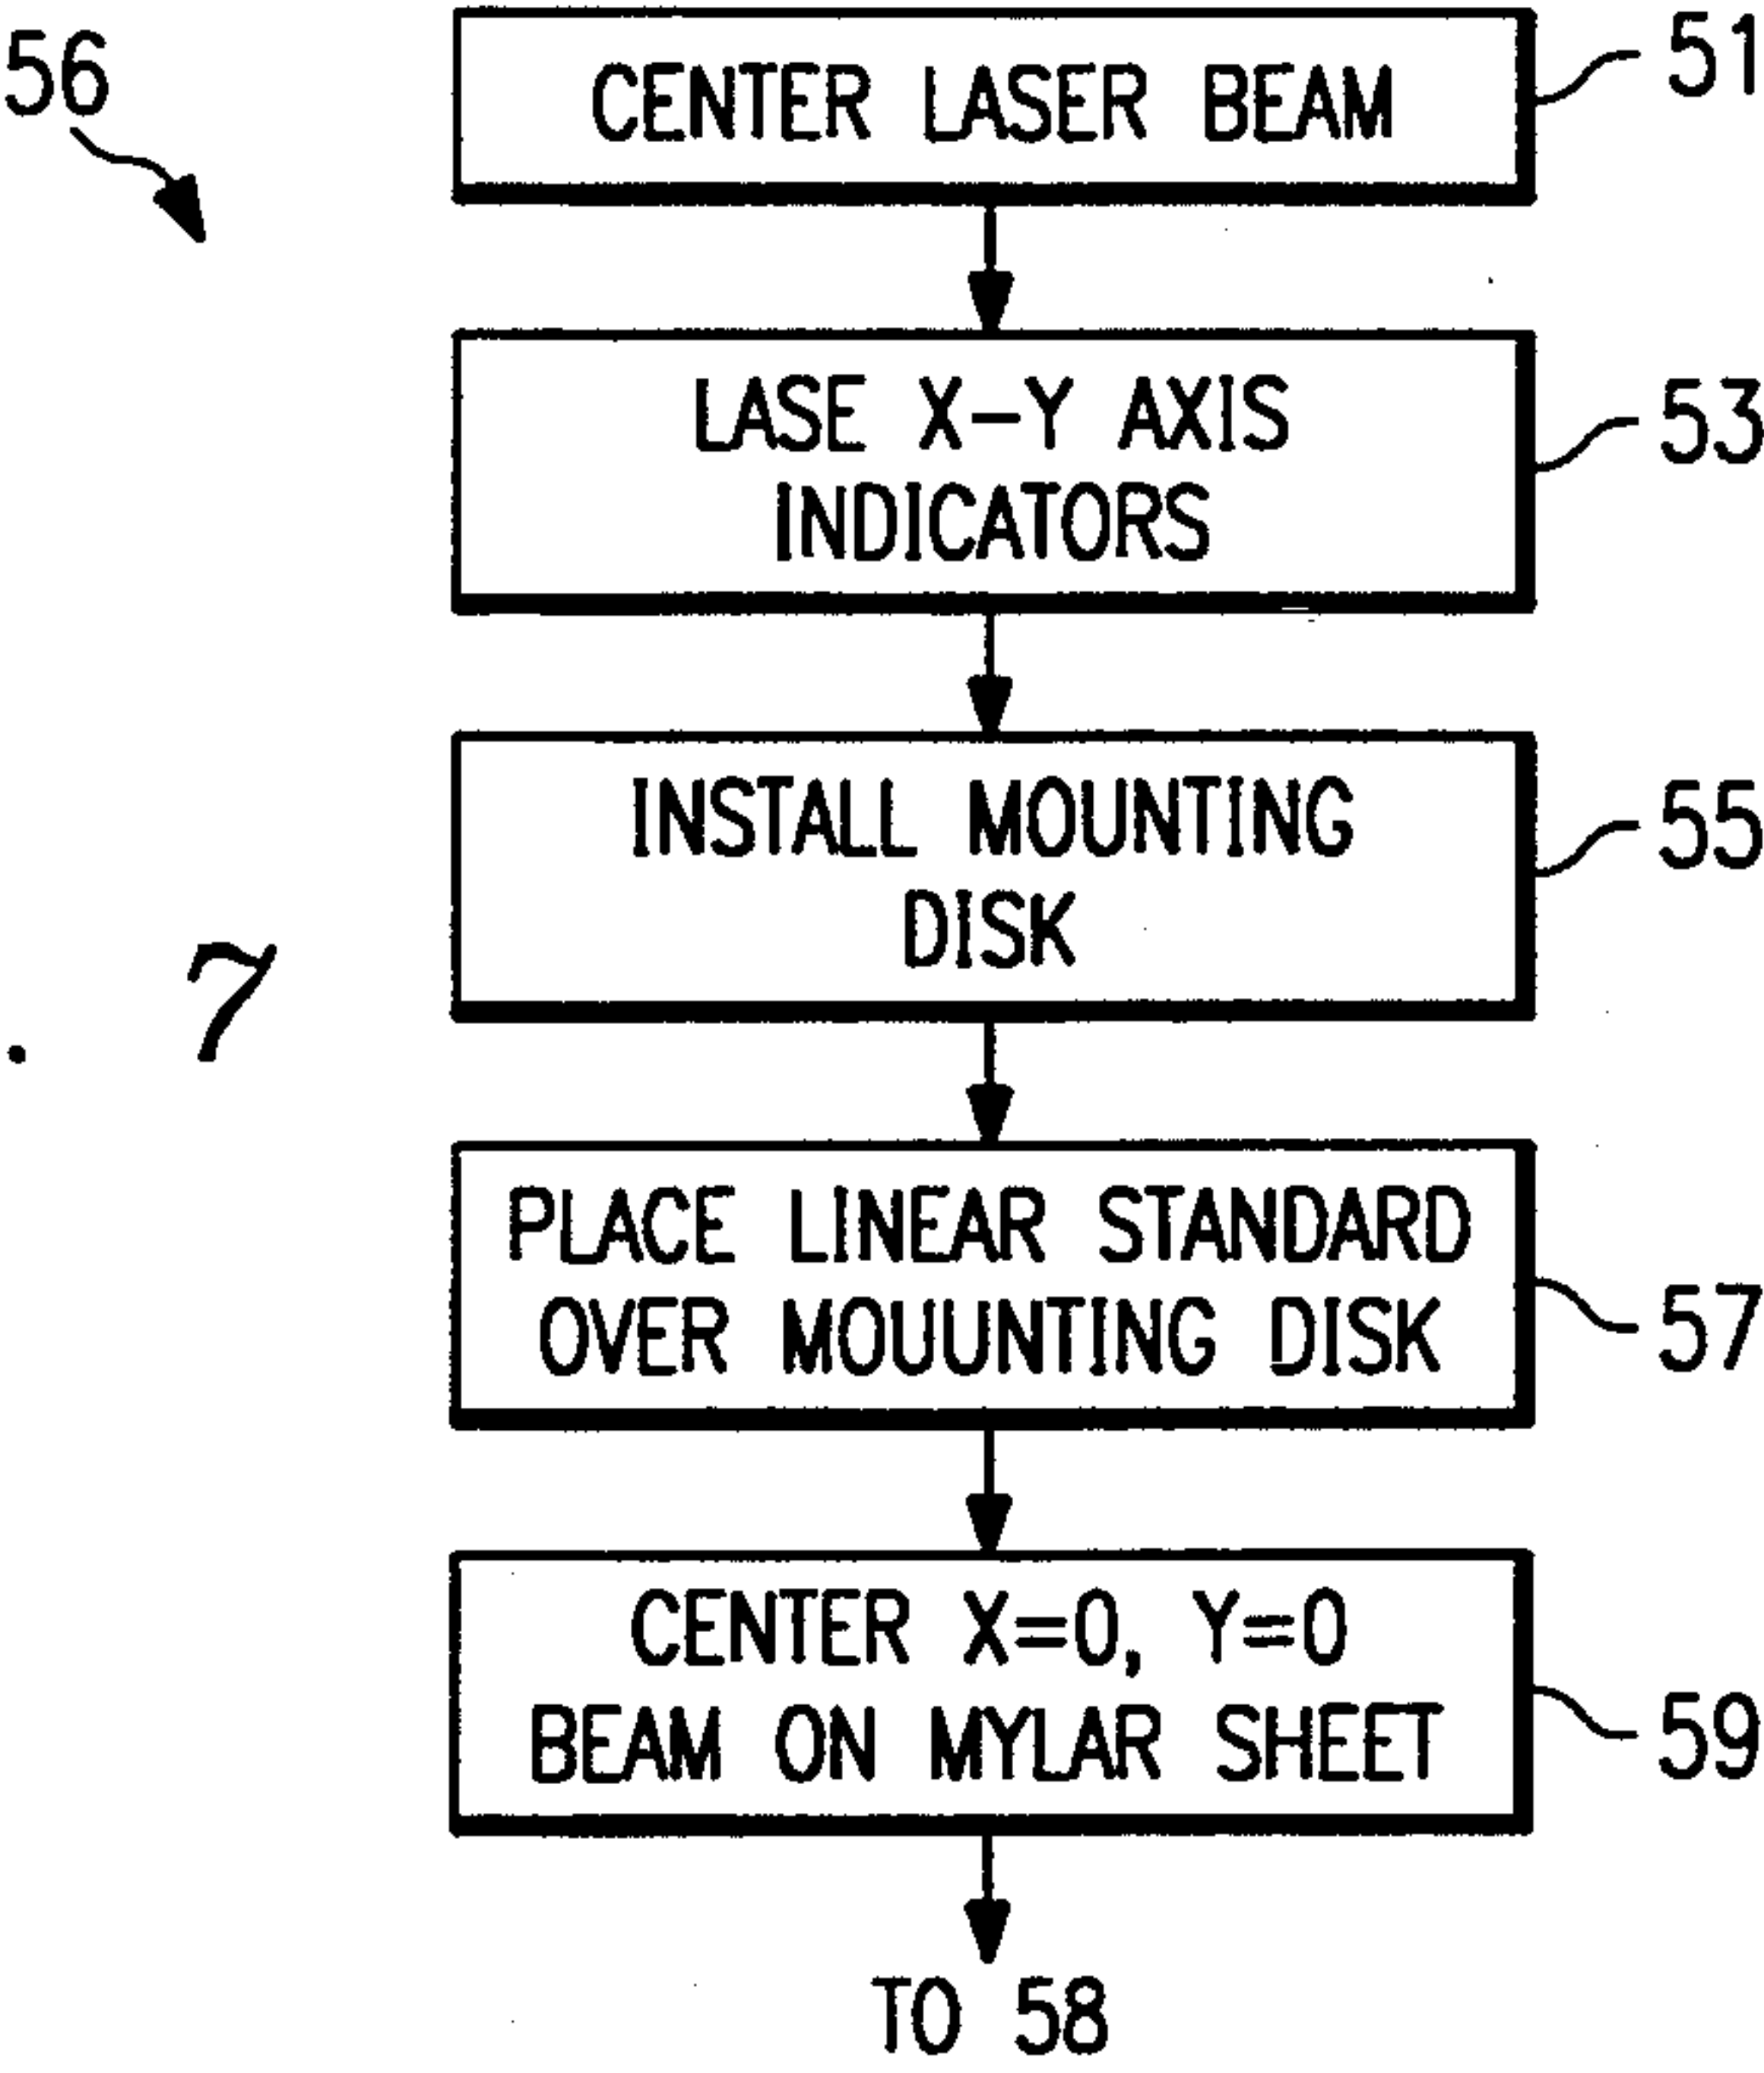 56
CENTER LASER BEAM
51
LASE X-Y AXIS
INDICATORS
53
INSTALL MOUNTING
DISK
55
. 7
PLACE LINEAR STANDARD
OVER MOUUNTING DISK
57
CENTER X=0, Y=0
BEAM ON MYLAR SHEET
59
TO 58